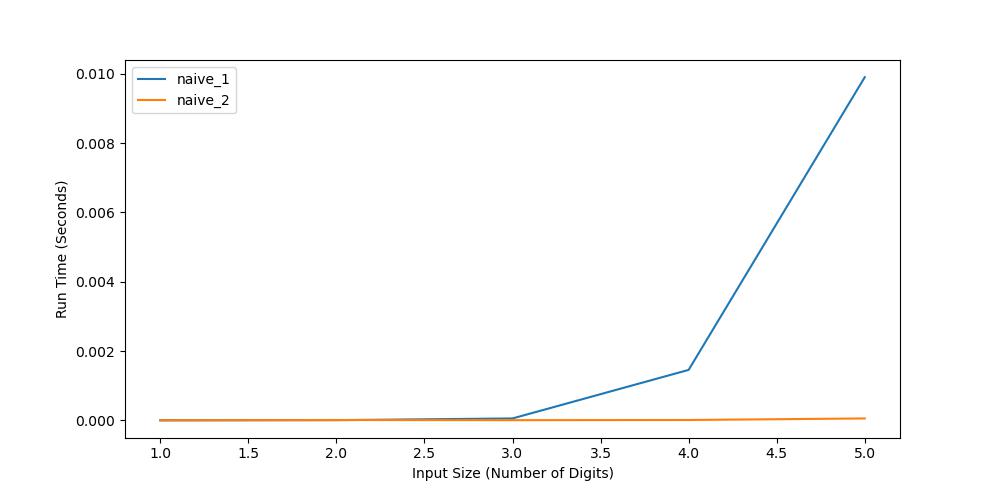 naive_1
naive_2
0.010
0.008
0.006
0.004
0.002
0.000
Run Time (Seconds)
1.0 1.5 2.0 2.5 3.0 3.5 4.0 4.5 5.0
Input Size (Number of Digits)